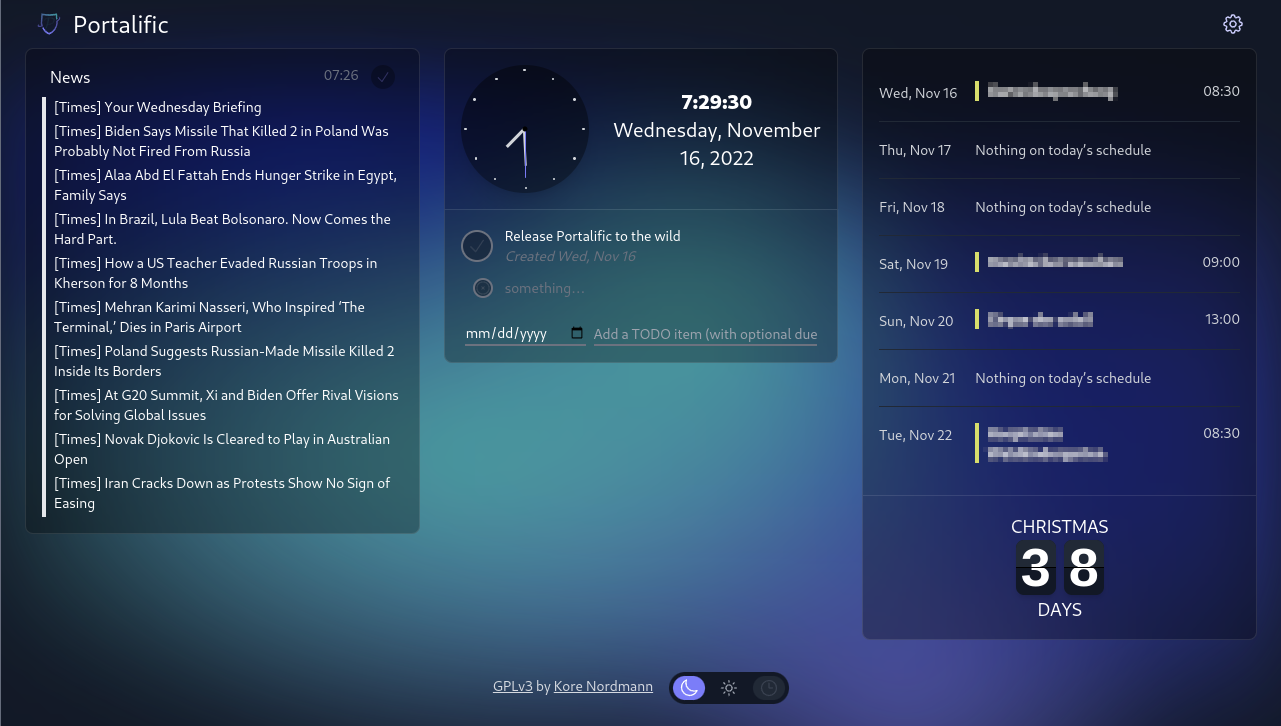 Portalific
News
07:26
[Times] Your Wednesday Briefing
[Times] Biden Says Missile That Killed 2 in Poland Was
Probably Not Fired From Russia
[Times] Alaa Abd El Fattah Ends Hunger Strike in Egypt,
Family Says
[Times] In Brazil, Lula Beat Bolsonaro. Now Comes the
Hard Part.
[Times] How a US Teacher Evaded Russian Troops in
Kherson for 8 Months
[Times] Mehran Karimi Nasseri, Who Inspired ‘The
Terminal,’ Dies in Paris Airport
[Times] Poland Suggests Russian-Made Missile Killed 2
Inside Its Borders
[Times] At G20 Summit, Xi and Biden Offer Rival Visions
for Solving Global Issues
[Times] Novak Djokovic Is Cleared to Play in Australian
Open
[Times] Iran Cracks Down as Protests Show No Sign of
Easing
7:29:30
Wednesday, November
16, 2022
Release Portalific to the wild
Created Wed, Nov 16
something...
mm/dd/yyyy
Add a TODO item (with optional due
Wed, Nov 16 08:30
Thu, Nov 17 Nothing on today’s schedule
Fri, Nov 18 Nothing on today’s schedule
Sat, Nov 19 09:00
Sun, Nov 20 13:00
Mon, Nov 21 Nothing on today’s schedule
Tue, Nov 22 08:30
CHRISTMAS
38
DAYS
GPLv3 by Kore Nordmann